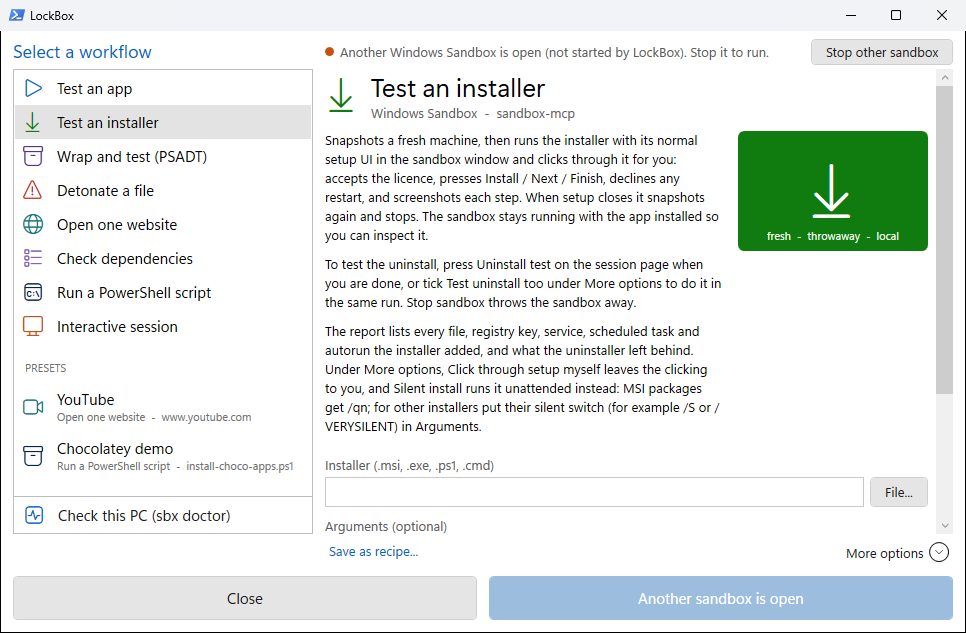 LockBox
Select a workflow
Another Windows Sandbox is open (not started by LockBox). Stop it to run.
Stop other sandbox
Test an app
Test an installer
Wrap and test (PSADT)
Detonate a file
Open one website
Check dependencies
C:\
Run a PowerShell script
Interactive session
PRESETS
YouTube
Open one website - www.youtube.com
Chocolatey demo
Run a PowerShell script - install-choco-apps.ps1
Check this PC (sbx doctor)
Test an installer
Windows Sandbox - sandbox-mcp
Snapshots a fresh machine, then runs the installer with its normal
setup UI in the sandbox window and clicks through it for you:
accepts the licence, presses Install / Next / Finish, declines any
restart, and screenshots each step. When setup closes it snapshots
again and stops. The sandbox stays running with the app installed so
you can inspect it.
To test the uninstall, press Uninstall test on the session page when
you are done, or tick Test uninstall too under More options to do it in
the same run. Stop sandbox throws the sandbox away.
The report lists every file, registry key, service, scheduled task and
autorun the installer added, and what the uninstaller left behind.
Under More options, Click through setup myself leaves the clicking
to you, and Silent install runs it unattended instead: MSI packages
get /qn; for other installers put their silent switch (for example /S or /
VERYSILENT) in Arguments.
fresh - throwaway - local
Installer (.msi, .exe, .ps1, .cmd)
File...
Arguments (optional)
Save as recipe...
More options
Close
Another sandbox is open